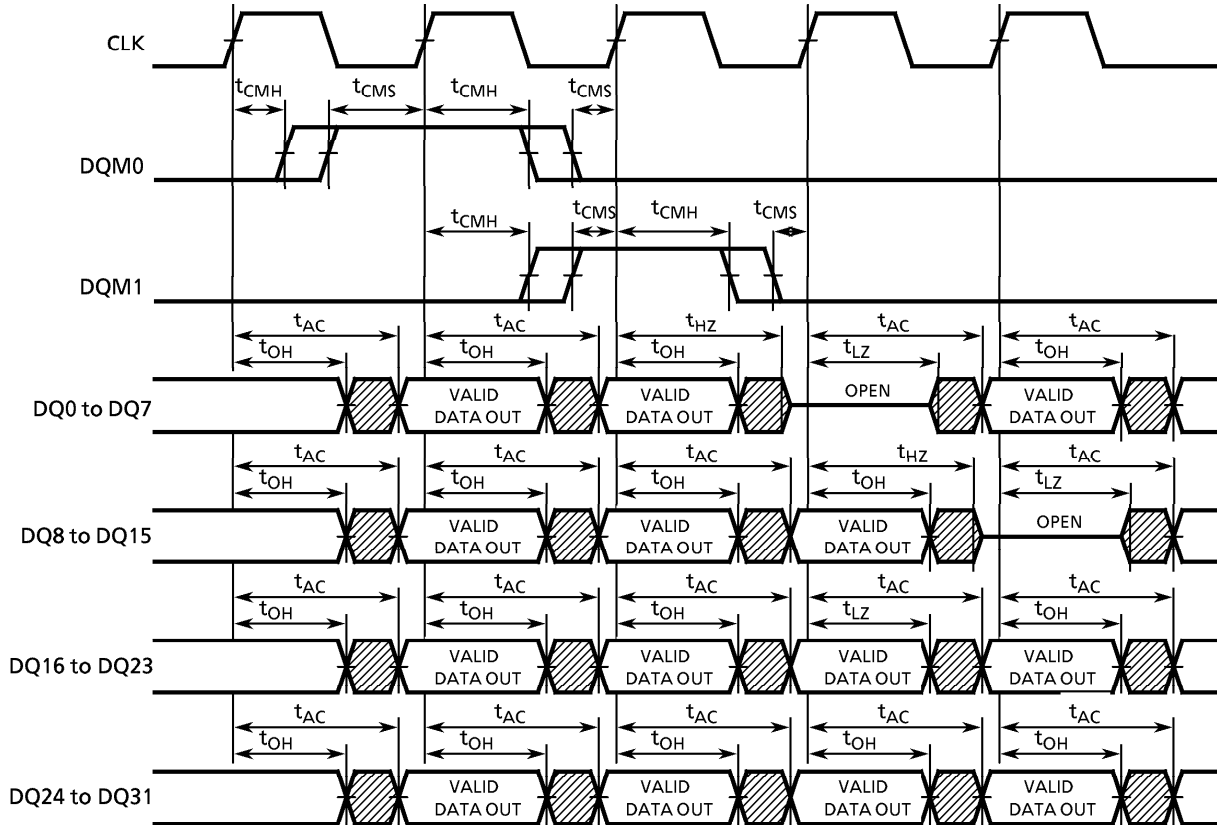 CLK
tCMH tCMS tCMH tCMS
DQM0
tCMH tCMS tCMH tCMS
DQM1
tAC tAC tHZ tAC tAC
tOH tOH tOH tLZ tOH
DQ0 to DQ7
VALID DATA OUT
VALID DATA OUT
OPEN
VALID DATA OUT
tAC tAC tAC tHZ tAC
tOH tOH tOH tOH tLZ
DQ8 to DQ15
VALID DATA OUT
VALID DATA OUT
VALID DATA OUT
OPEN
tAC tAC tAC tAC tAC
tOH tOH tOH tLZ tOH
DQ16 to DQ23
VALID DATA OUT
VALID DATA OUT
VALID DATA OUT
VALID DATA OUT
tAC tAC tAC tAC tAC
tOH tOH tOH tOH tOH
DQ24 to DQ31
VALID DATA OUT
VALID DATA OUT
VALID DATA OUT
VALID DATA OUT